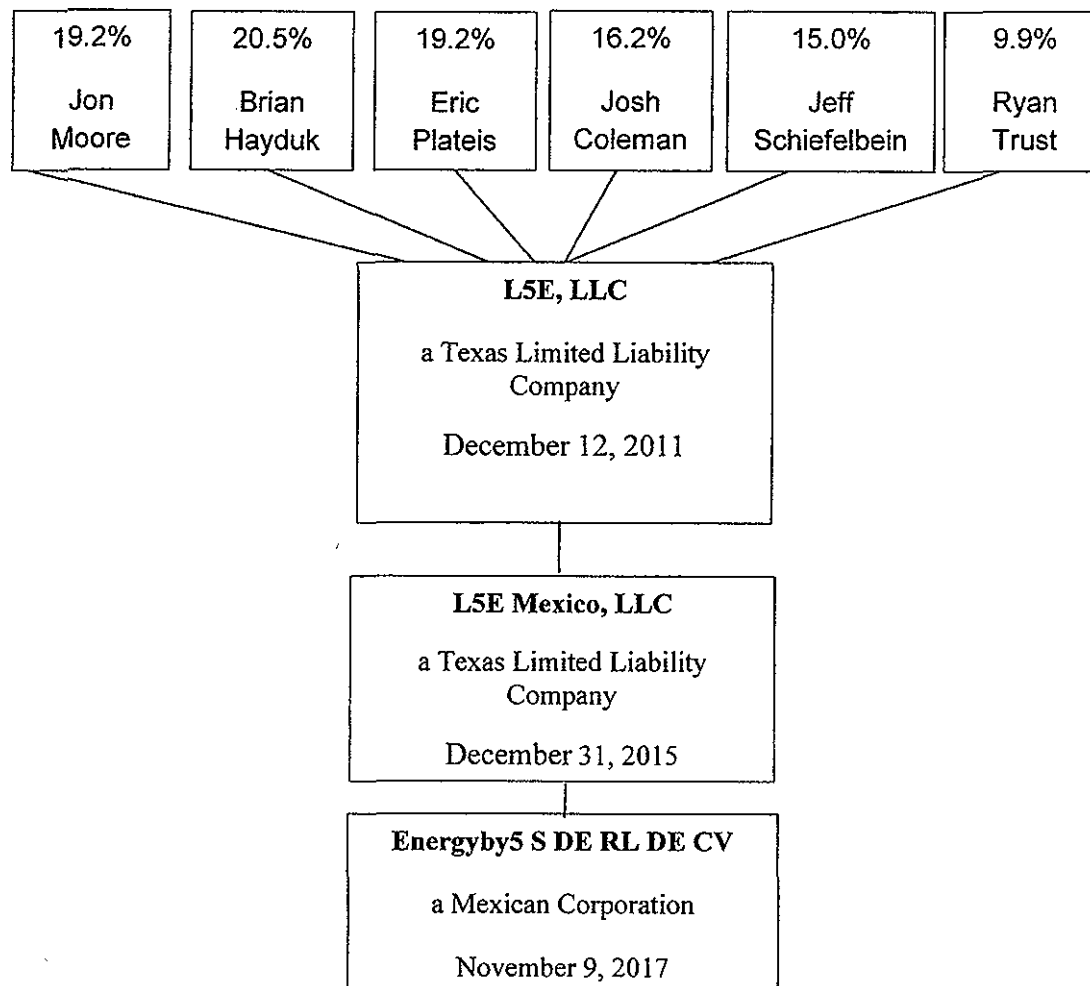 19.2%
Jon
Moore
20.5%
Brian
Hayduk
19.2%
Eric
Plateis
16.2%
Josh
Coleman
15.0%
Jeff
Schiefelbein
9.9%
Ryan
Trust
L5E, LLC
a Texas Limited Liability
Company
December 12, 2011
L5E Mexico, LLC
a Texas Limited Liability
Company
December 31, 2015
Energyby5 S DE RL DE CV
a Mexican Corporation
November 9, 2017